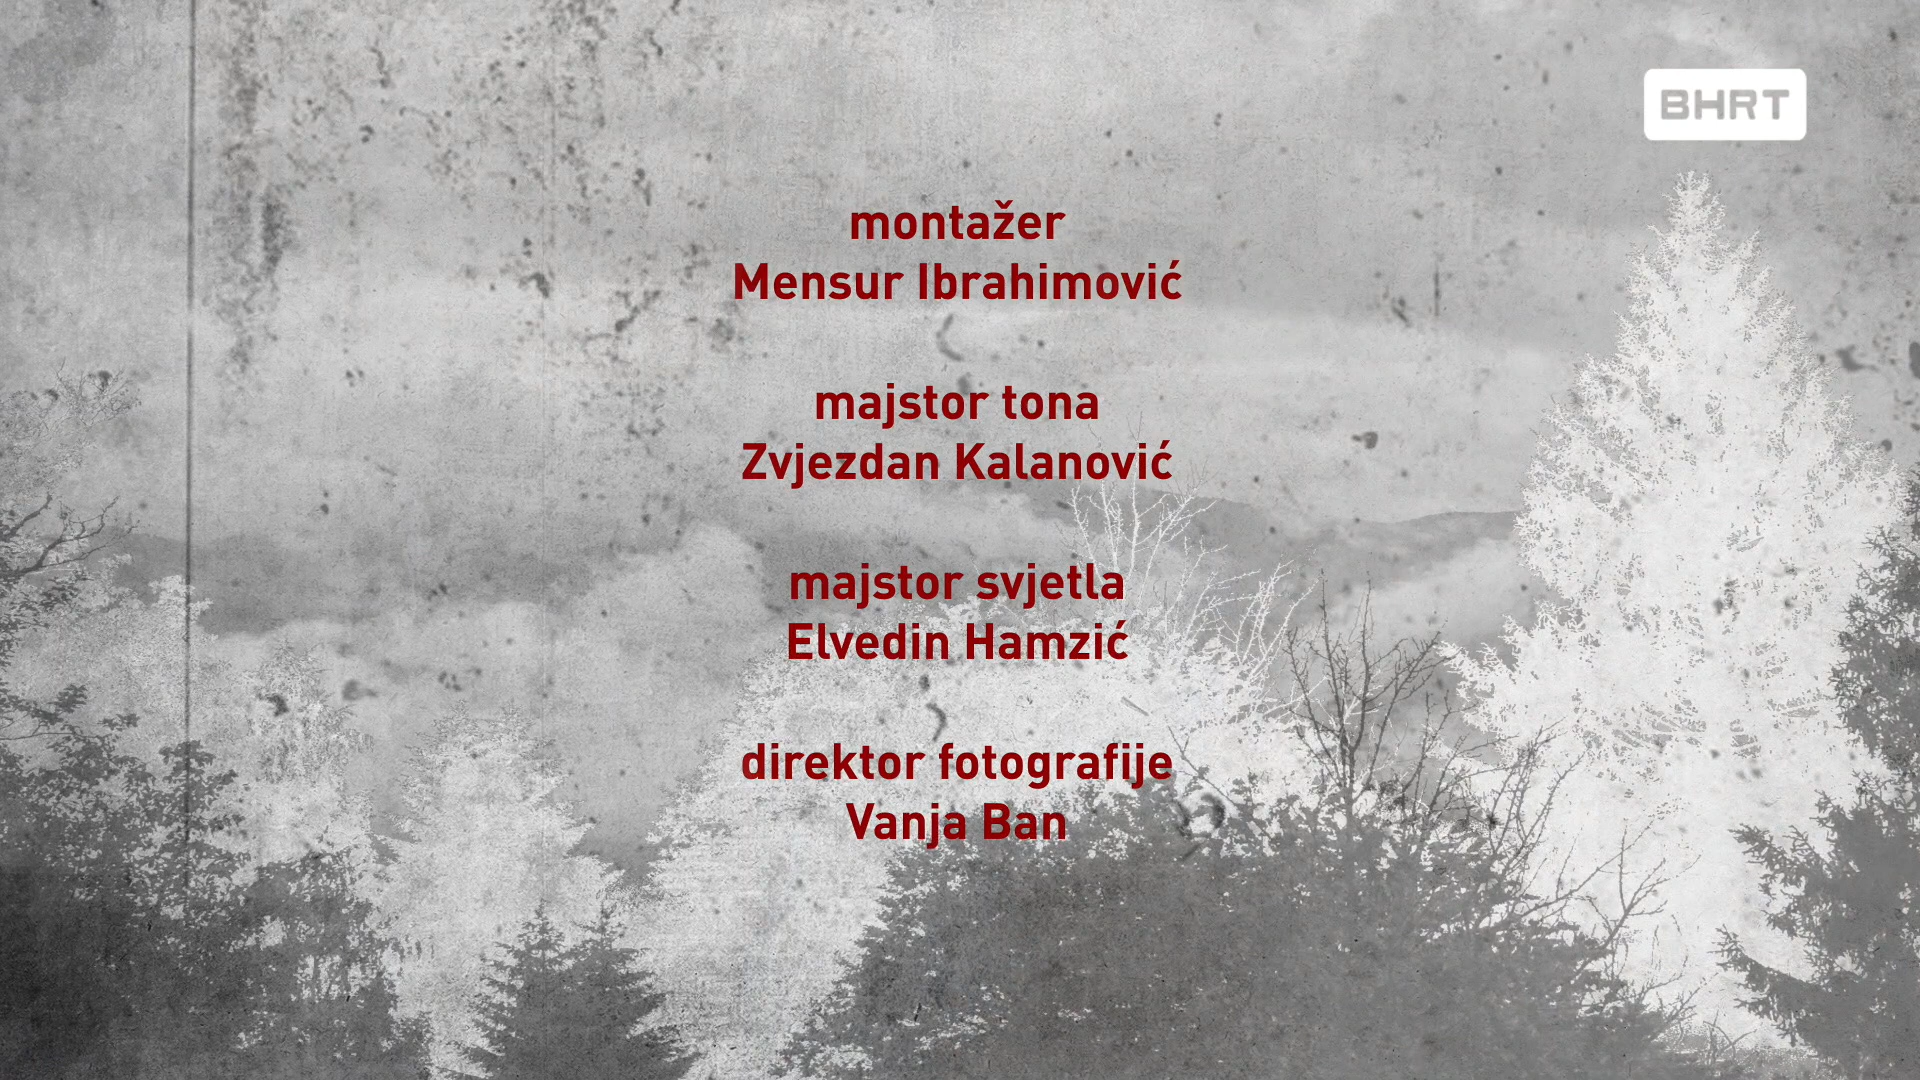 BHRT
montažer
Mensur Ibrahimović
majstor tona
Zvjezdan Kalanović
majstor svjetla
Elvedin Hamzić
direktor fotografije
Vanja Ban